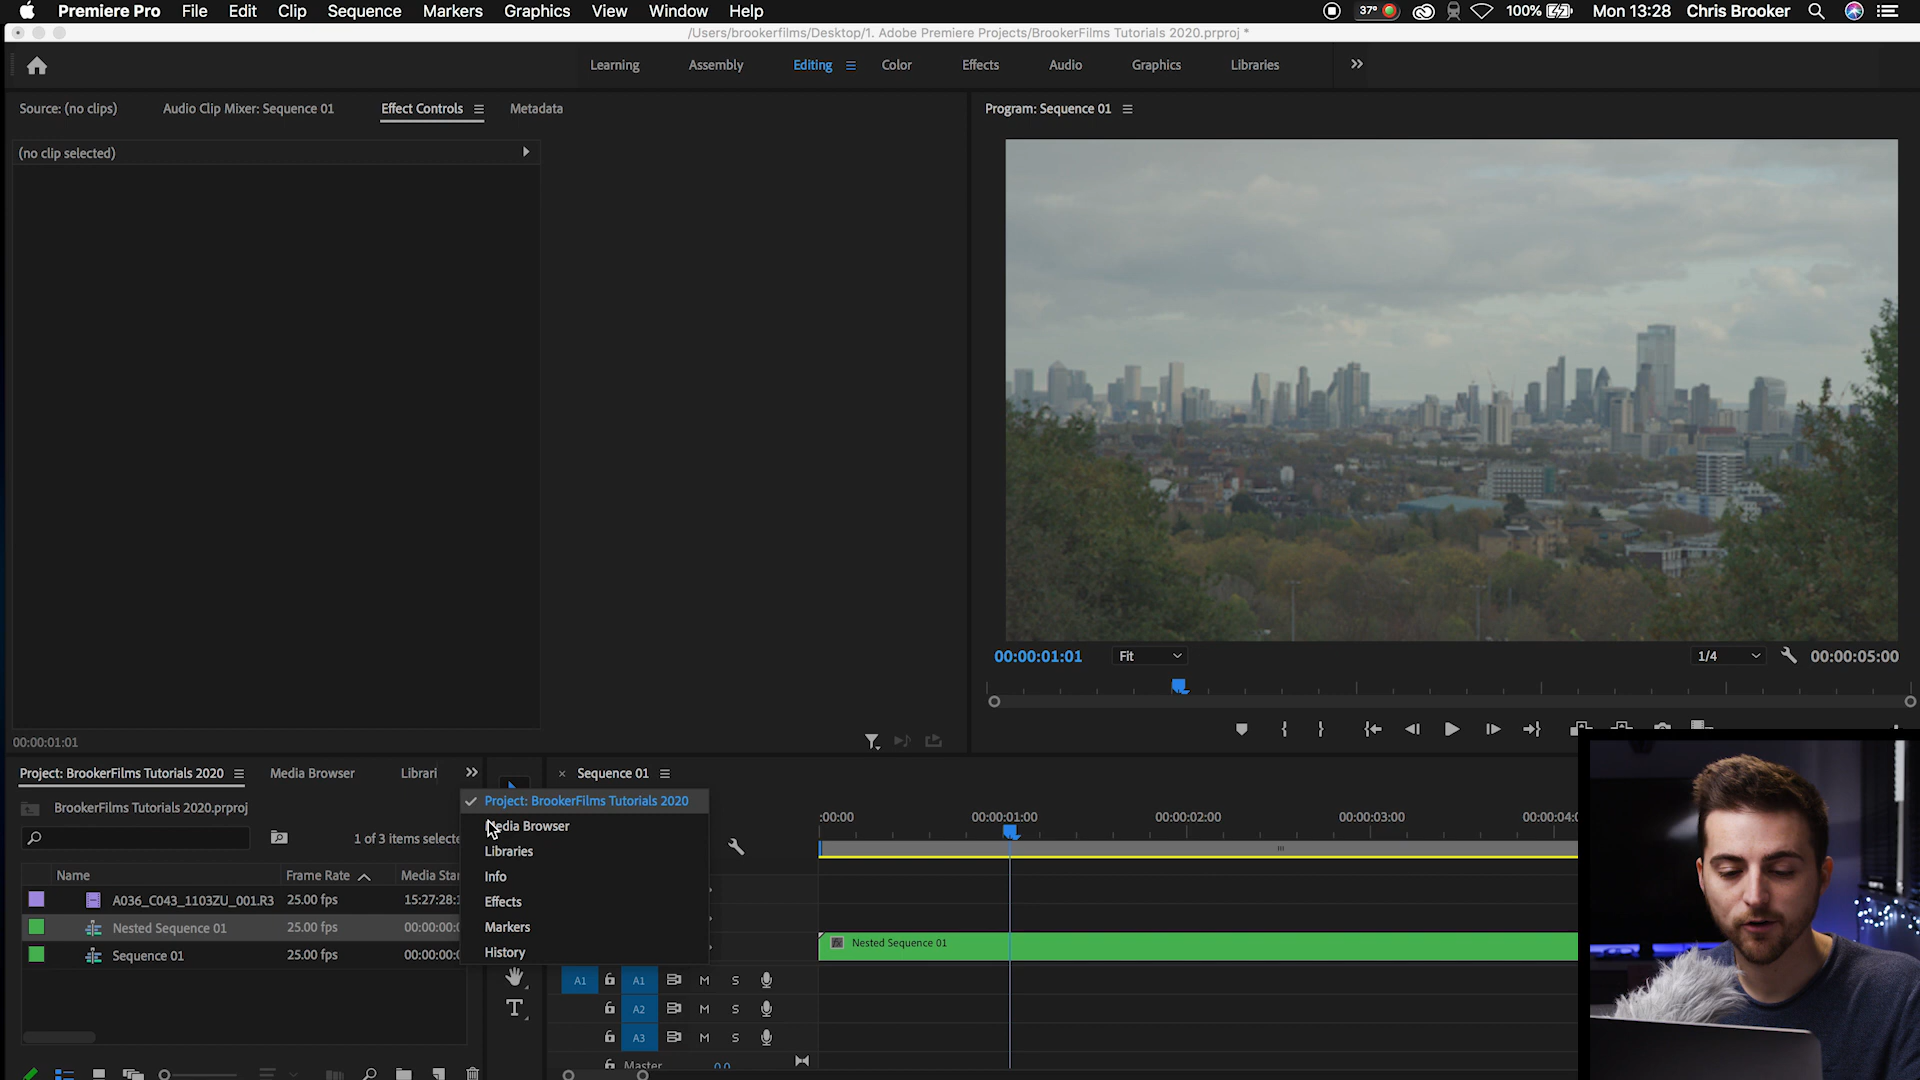 Premiere Pro File Edit Clip Sequence Markers Graphics View Window Help 37° 100% Mon 13:28 Chris Brooker
/Users/brookerfilms/Desktop/1. Adobe Premiere Projects/BrookerFilms Tutorials 2020.prproj *
Learning Assembly Editing Color Effects Audio Graphics Libraries
Source: (no clips) Audio Clip Mixer: Sequence 01 Effect Controls Metadata
Program: Sequence 01
(no clip selected)
00:00:01:01 Fit 1/4 00:00:05:00
00:00:01:01
Project: BrookerFilms Tutorials 2020 Media Browser Librari
Sequence 01
BrookerFilms Tutorials 2020.prproj
1 of 3 items selecte
Name Frame Rate Media Star
A036_C043_1103ZU_001.R3 25.00 fps 15:27:28:1
Nested Sequence 01 25.00 fps 00:00:00:
Sequence 01 25.00 fps 00:00:00:
Project: BrookerFilms Tutorials 2020
Media Browser
Libraries
Info
Effects
Markers
History
:00:00 00:00:01:00 00:00:02:00 00:00:03:00 00:00:04:0
fx Nested Sequence 01
A1 A1 M S
A2 M S
A3 M S
Master 0.0
T